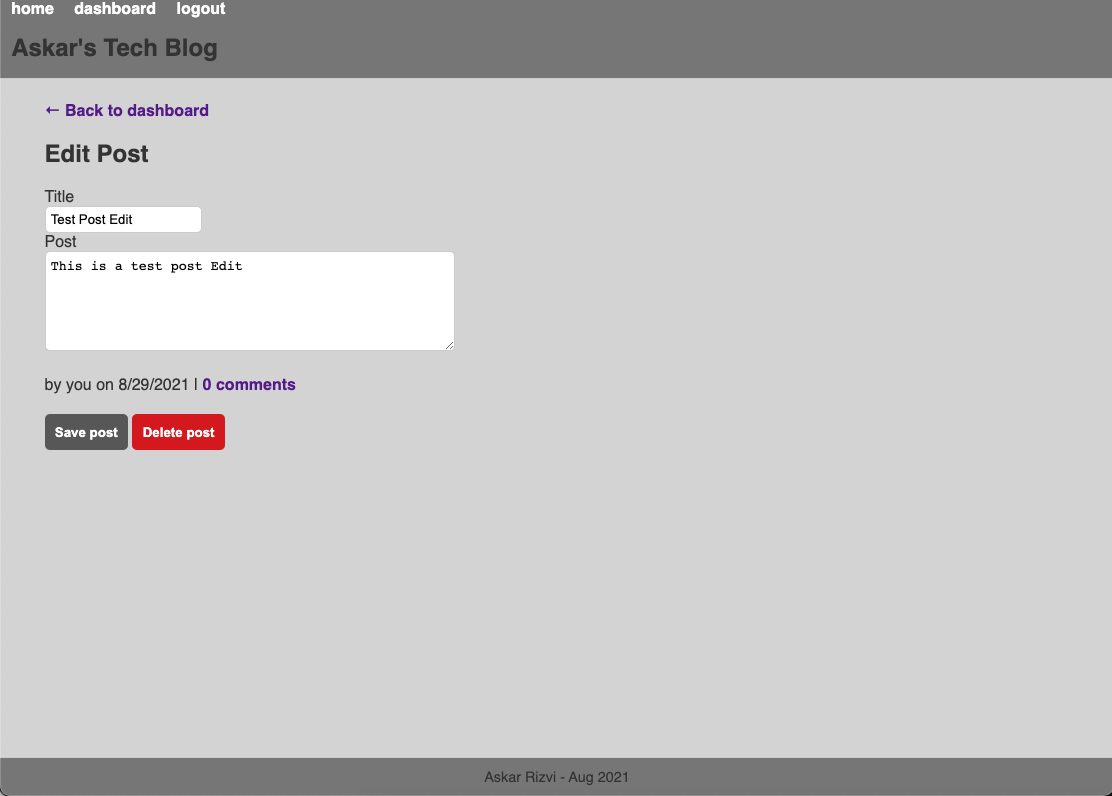 home dashboard logout
Askar's Tech Blog
← Back to dashboard
Edit Post
Title
Test Post Edit
Post
This is a test post Edit
by you on 8/29/2021 | 0 comments
Save post Delete post
Askar Rizvi - Aug 2021